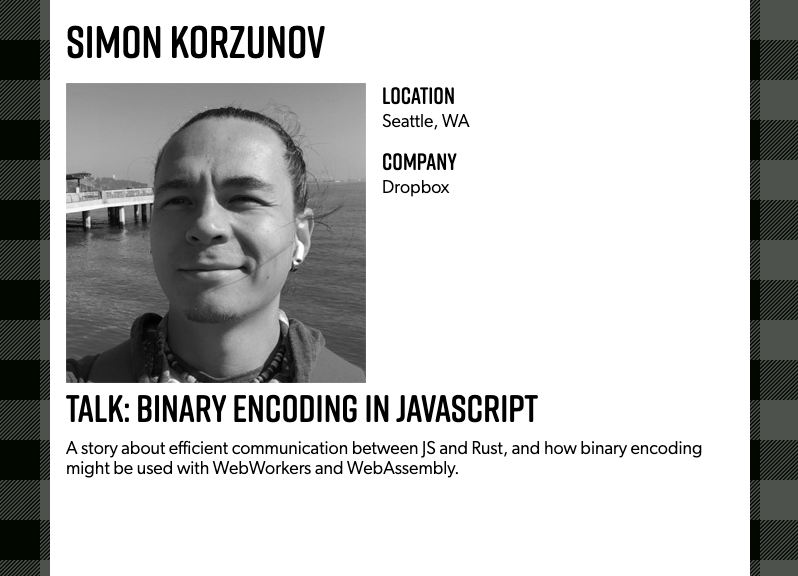 SIMON KORZUNOV
LOCATION
Seattle, WA
COMPANY
Dropbox
TALK: BINARY ENCODING IN JAVASCRIPT
A story about efficient communication between JS and Rust, and how binary encoding
might be used with WebWorkers and WebAssembly.